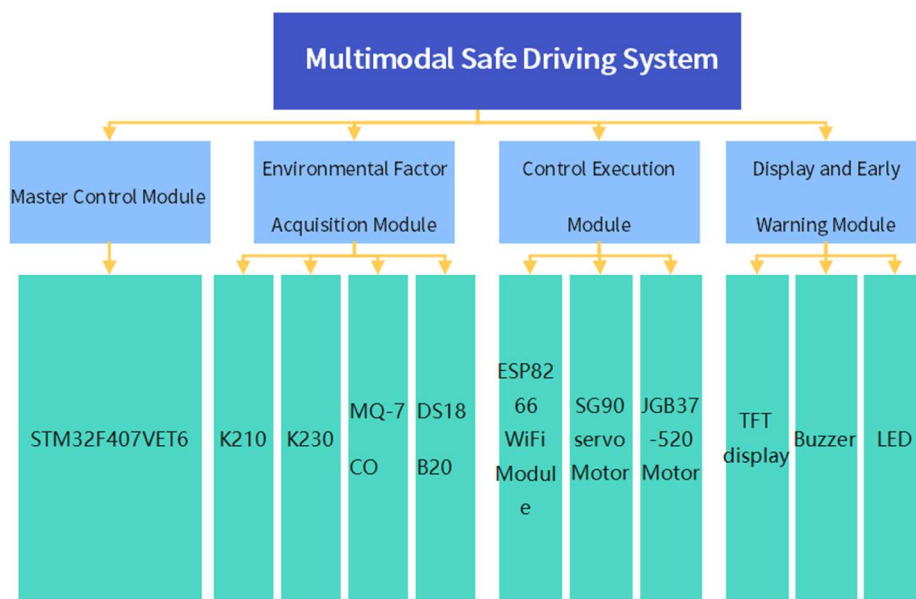 Multimodal Safe Driving System
Master Control Module
Environmental Factor
Acquisition Module
Control Execution
Module
Display and Early
Warning Module
STM32F407VET6
K210
K230
MQ-7
CO
DS18
B20
ESP82
66
WiFi
Modul
e
SG90
servo
Motor
JGB37
-520
Motor
TFT
display
Buzzer
LED